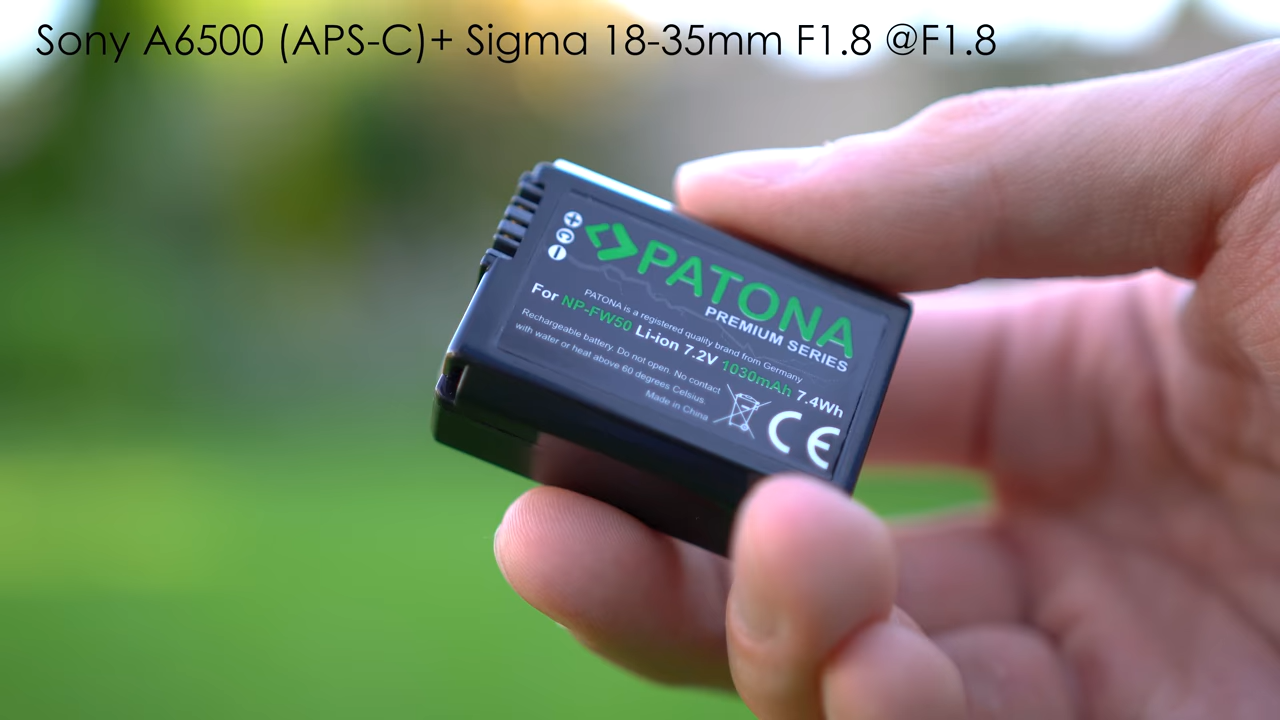 Sony A6500 (APS-C)+ Sigma 18-35mm F1.8 @F1.8
PATONA
PREMIUM SERIES
PATONA is a registered quality brand from Germany
For NP-FW50 Li-ion 7.2V 1030mAh 7.4Wh
Rechargeable battery. Do not open. No contact
with water or heat above 60 degrees Celsius.
Made in China
CE